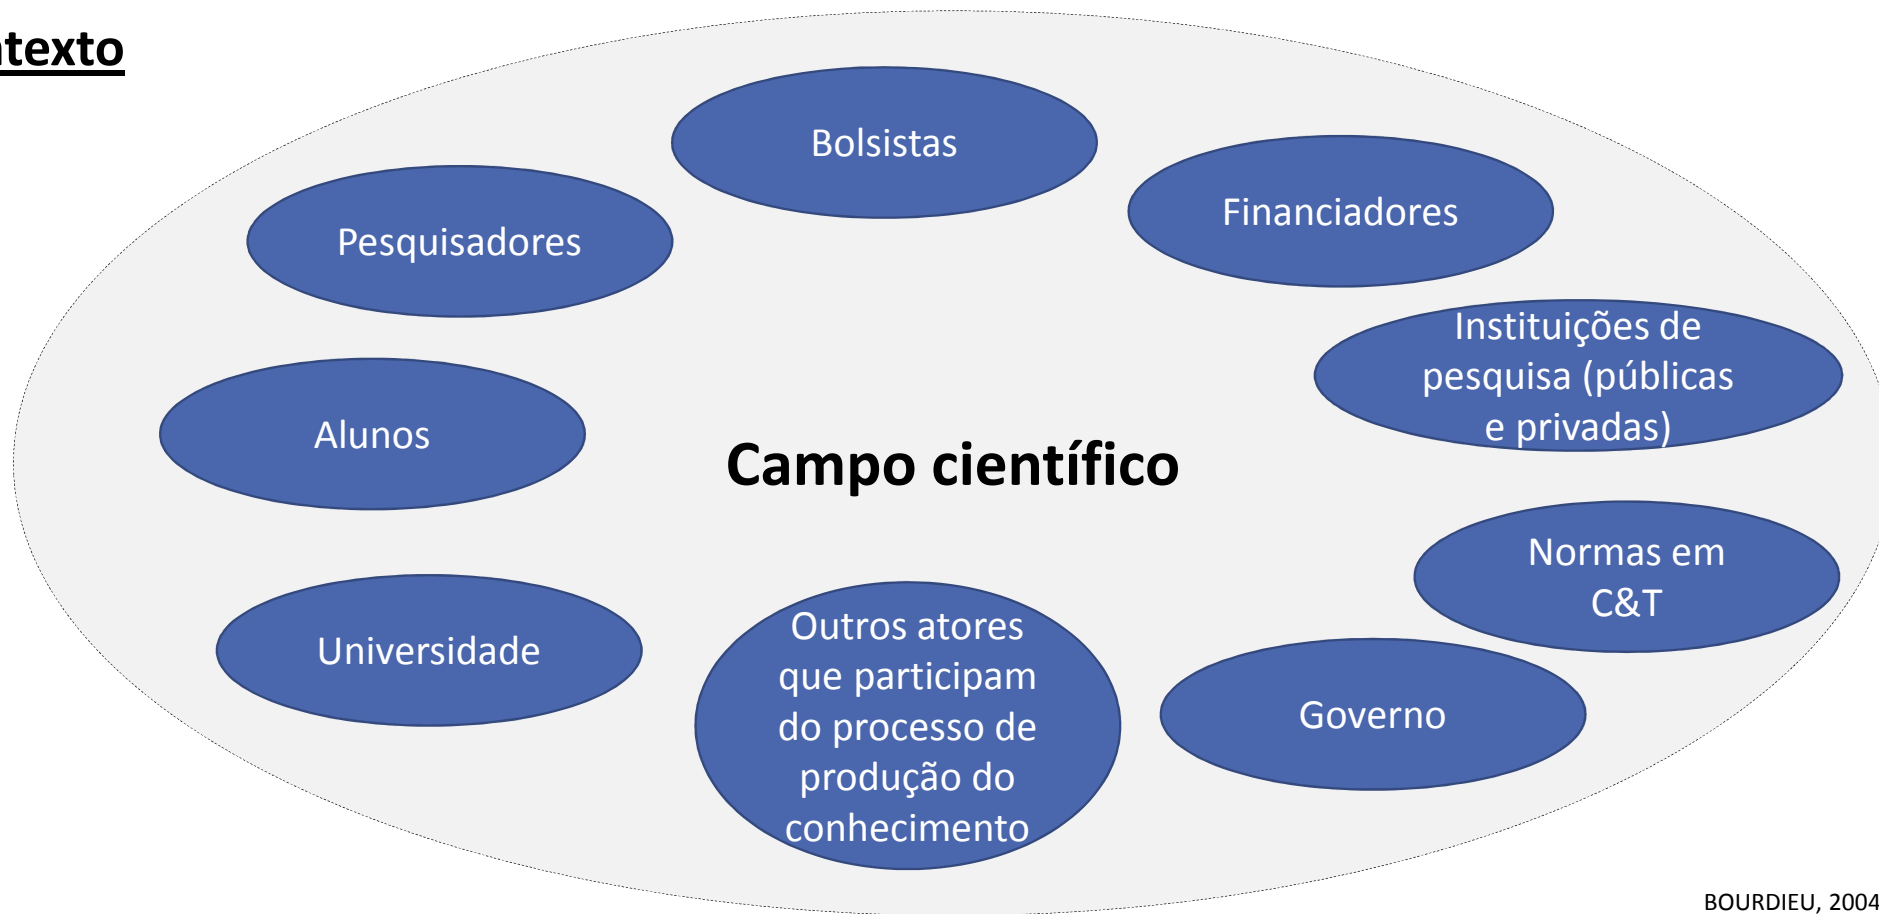 ntexto
Bolsistas
Financiadores
Pesquisadores
Instituições de
pesquisa (públicas
e privadas)
Alunos
Campo científico
Normas em
C&T
Outros atores
que participam
do processo de
produção do
conhecimento
Universidade
Governo
BOURDIEU, 2004